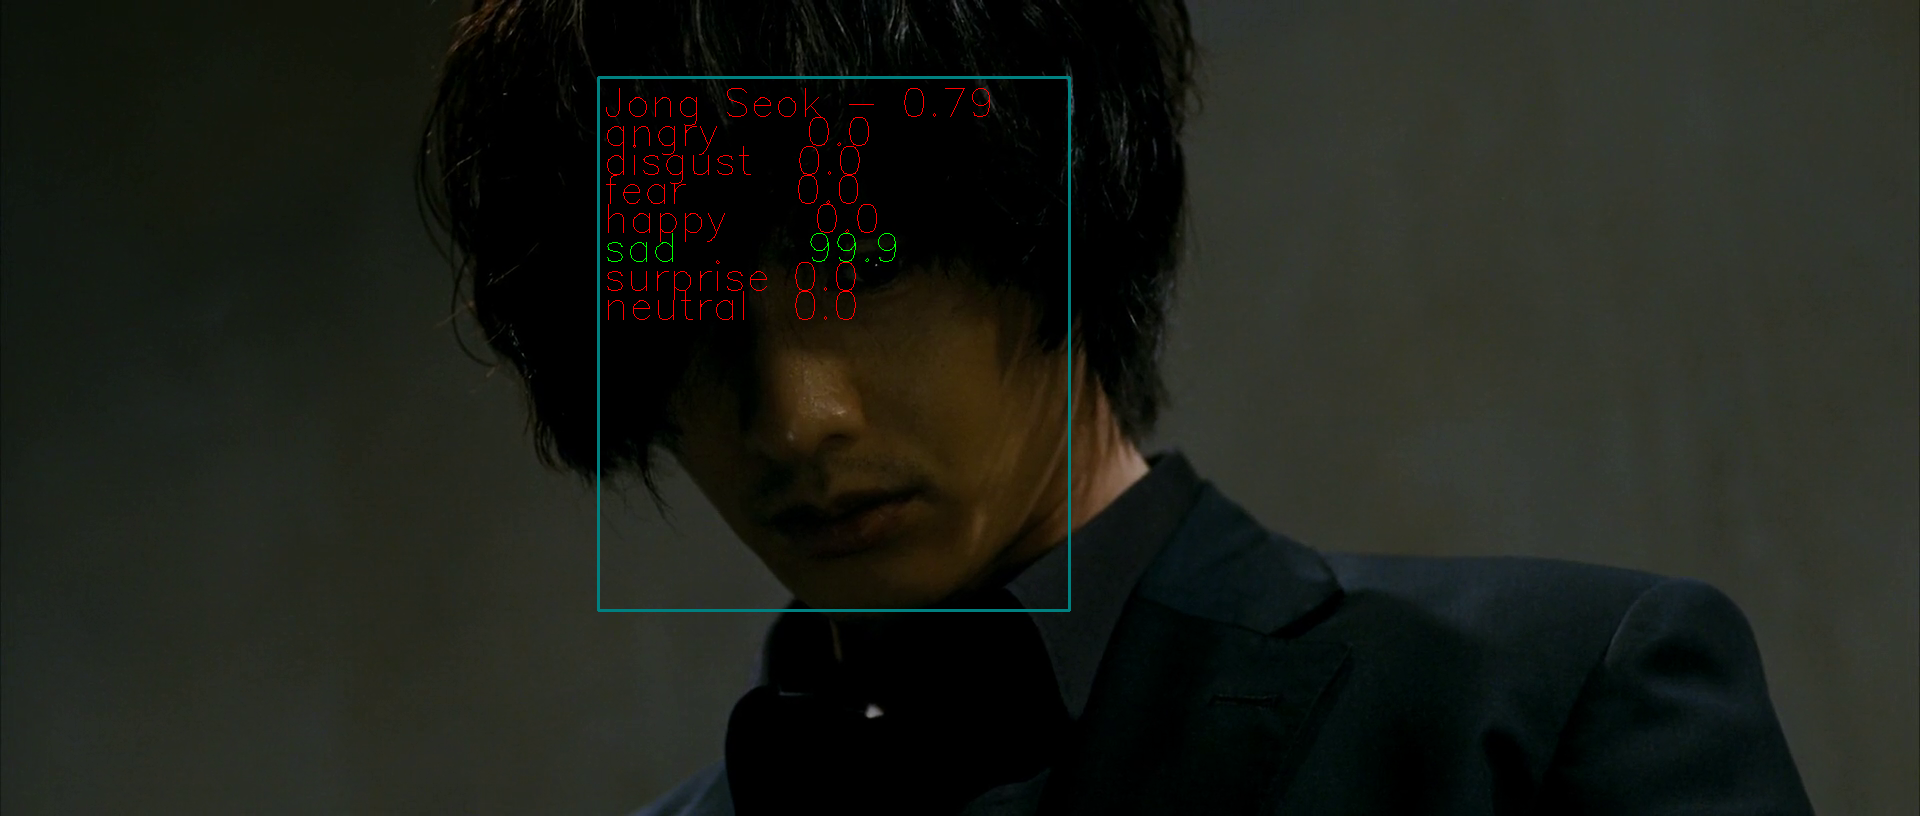 Jong Seok - 0.79
angry 0.0
disgust 0.0
fear 0.0
happy 0.0
sad 99.9
surprise 0.0
neutral 0.0